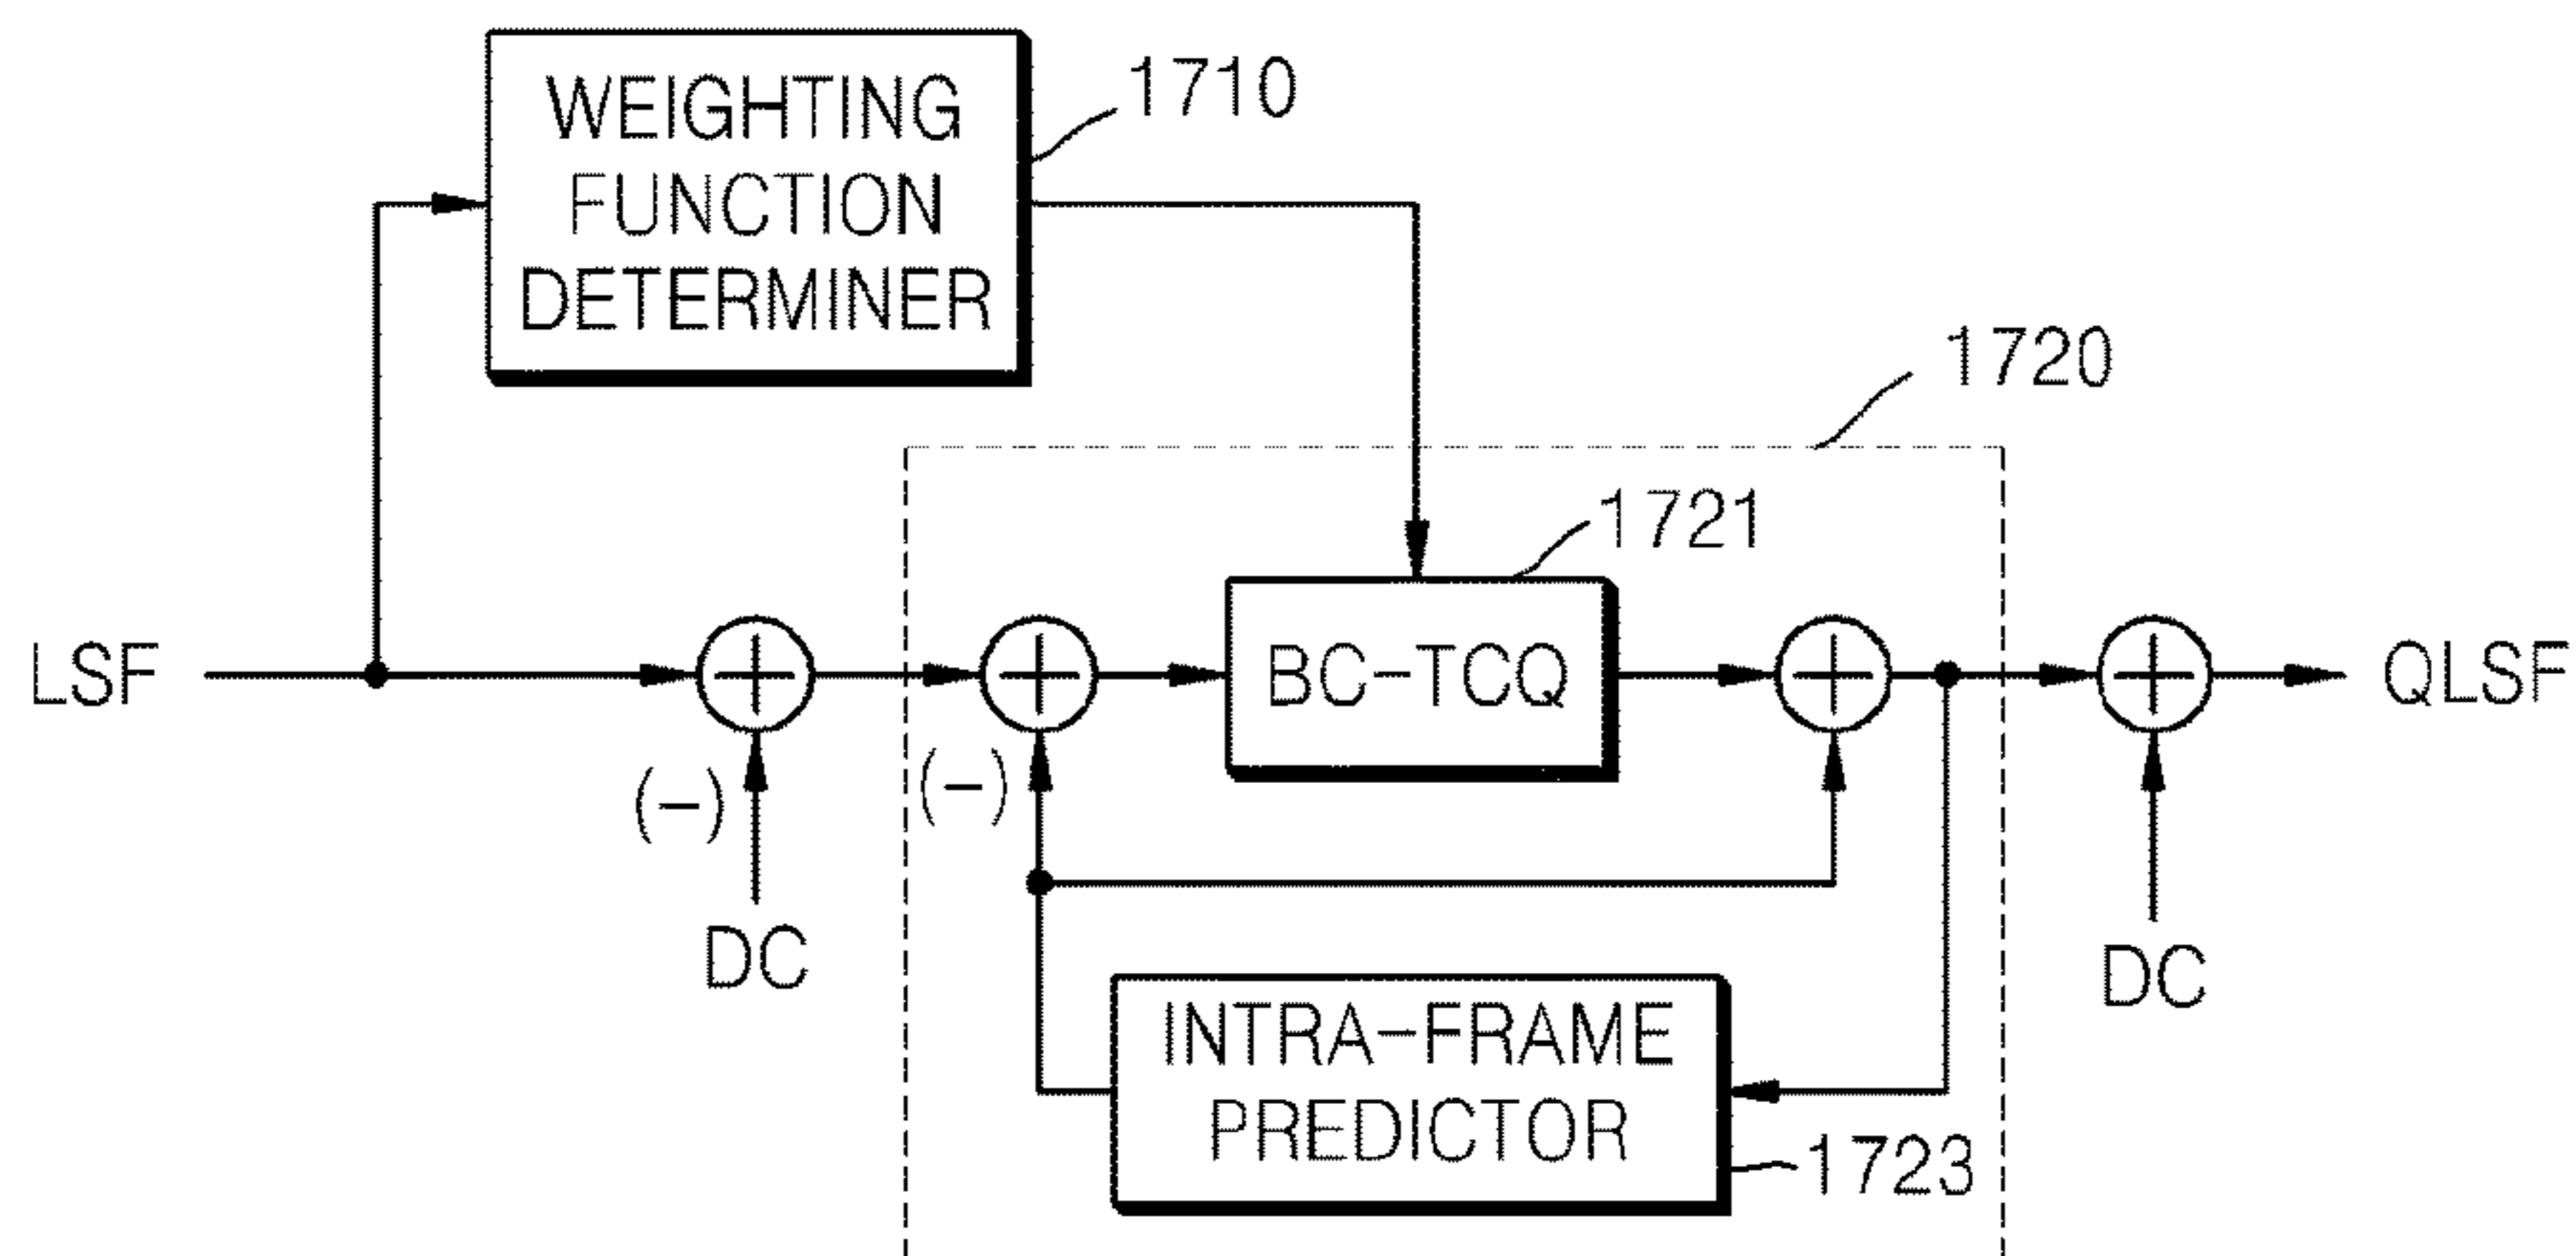 WEIGHTING
FUNCTION
DETERMINER
1710
1720
1721
LSF
BC-TCQ
QLSF
(-)
(-)
DC
DC
INTRA-FRAME
PREDICTOR
1723